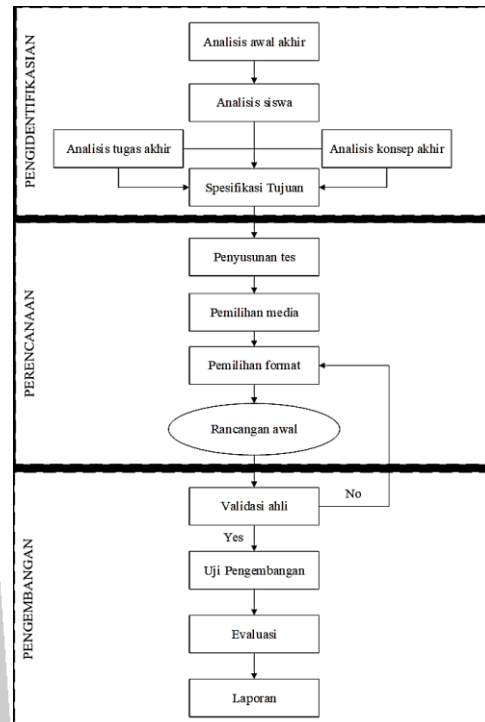 PENGIDENTIFIKASIAN
Analisis awal akhir
Analisis siswa
Analisis tugas akhir
Analisis konsep akhir
Spesifikasi Tujuan
PERENCANAAN
Penyusunan tes
Pemilihan media
Pemilihan format
Rancangan awal
PENGEMBANGAN
Validasi ahli
No
Yes
Uji Pengembangan
Evaluasi
Laporan